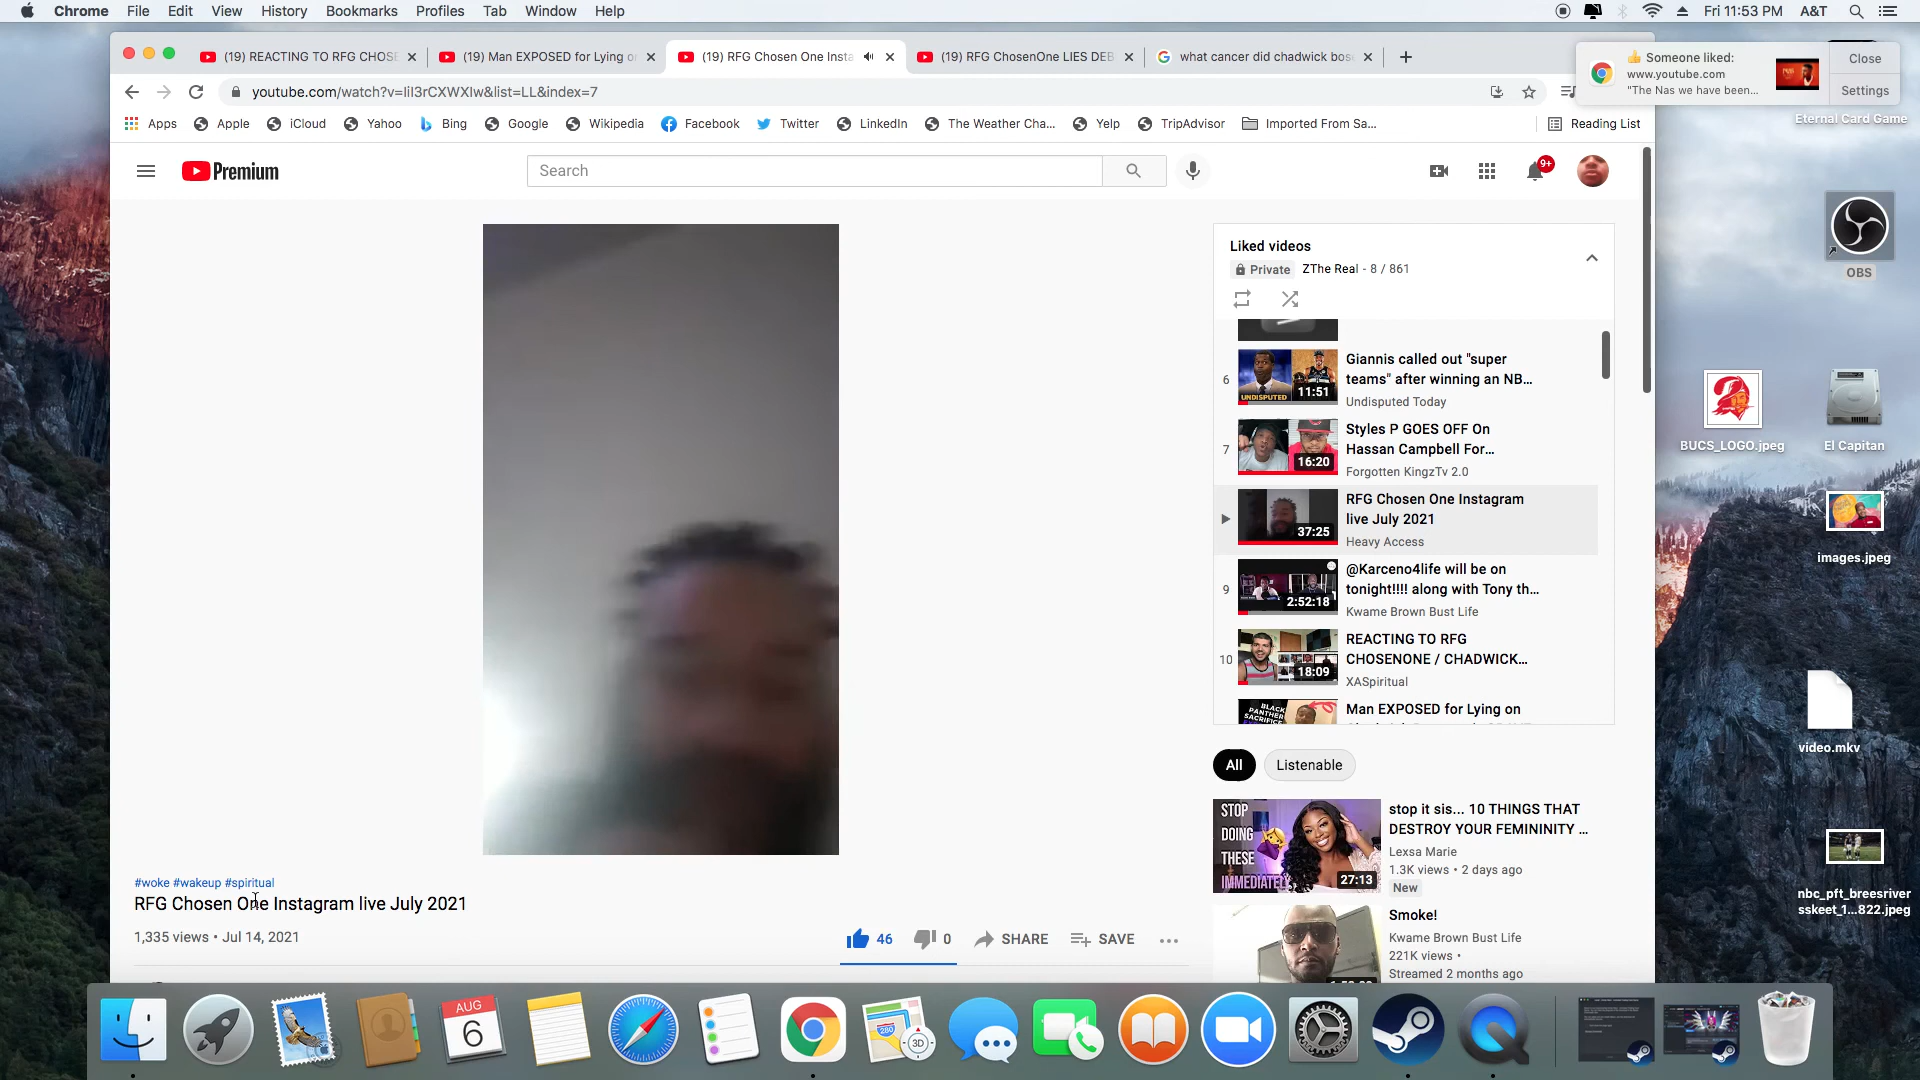 Chrome File Edit View History Bookmarks Profiles Tab Window Help
Fri 11:53 PM A&T
(19) REACTING TO RFG CHOSE
(19) Man EXPOSED for Lying or
(19) RFG Chosen One Insta
(19) RFG ChosenOne LIES DEB
what cancer did chadwick bos
youtube.com/watch?v=IiI3rCXWXIw&list=LL&index=7
👍 Someone liked:
www.youtube.com
"The Nas we have been...
Close
Settings
Apps Apple iCloud Yahoo Bing Google Wikipedia Facebook Twitter LinkedIn The Weather Cha... Yelp TripAdvisor Imported From Sa... Reading List
Eternal Card Game
Premium
Search
9+
Liked videos
Private ZThe Real - 8 / 861
6
UNDISPUTED
11:51
Giannis called out "super
teams" after winning an NB...
Undisputed Today
7
16:20
Styles P GOES OFF On
Hassan Campbell For...
Forgotten KingzTv 2.0
37:25
RFG Chosen One Instagram
live July 2021
Heavy Access
9
2:52:18
@Karceno4life will be on
tonight!!!! along with Tony th...
Kwame Brown Bust Life
10
18:09
REACTING TO RFG
CHOSENONE / CHADWICK...
XASpiritual
BLACK
PANTHER
Man EXPOSED for Lying on
All
Listenable
STOP
DOING
THESE
IMMEDIATELY
27:13
stop it sis... 10 THINGS THAT
DESTROY YOUR FEMININITY ...
Lexsa Marie
1.3K views • 2 days ago
New
Smoke!
Kwame Brown Bust Life
221K views •
Streamed 2 months ago
#woke #wakeup #spiritual
RFG Chosen One Instagram live July 2021
1,335 views • Jul 14, 2021
46
0
SHARE
SAVE
OBS
BUCS_LOGO.jpeg
El Capitan
images.jpeg
video.mkv
nbc_pft_breesriver
sskeet_1...822.jpeg
AUG
6
280
3D